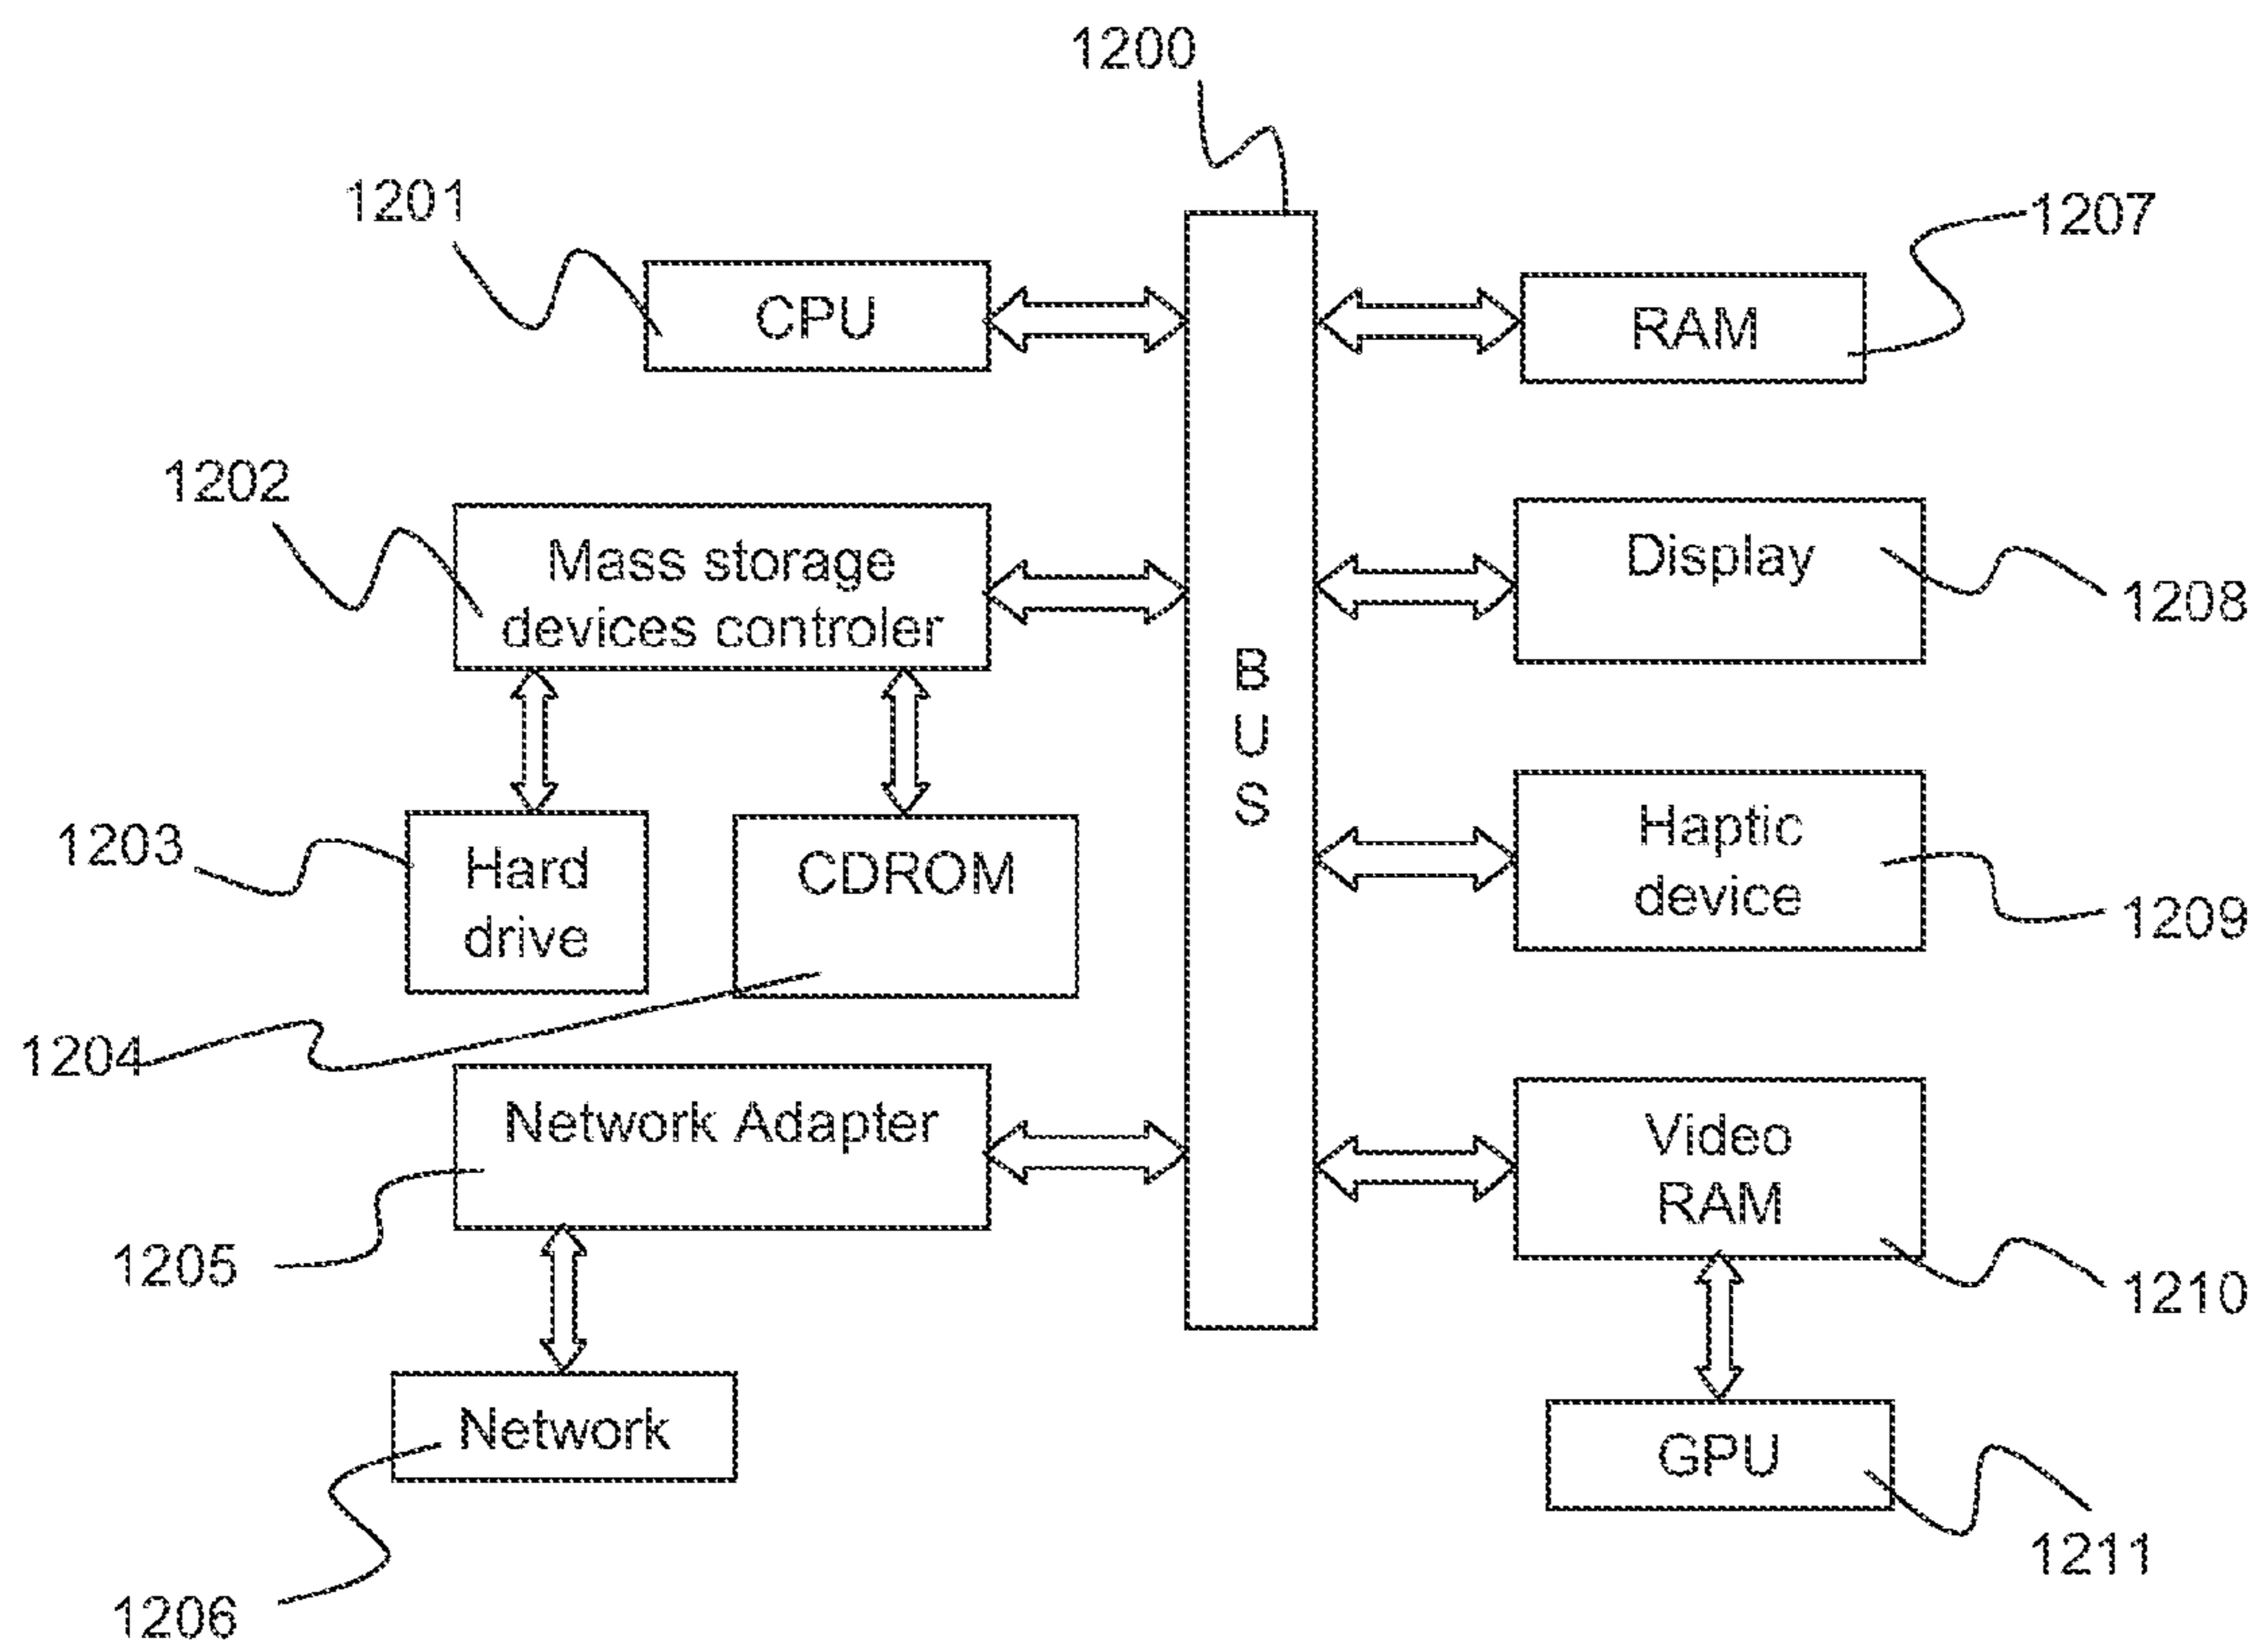 1200
1201
1207
CPU
RAM
1202
Mass storage
devices controler
Display
1208
B
U
S
1203
Hard
drive
CDROM
Haptic
device
1209
1204
Network Adapter
Video
RAM
1205
1210
Network
GPU
1206
1211